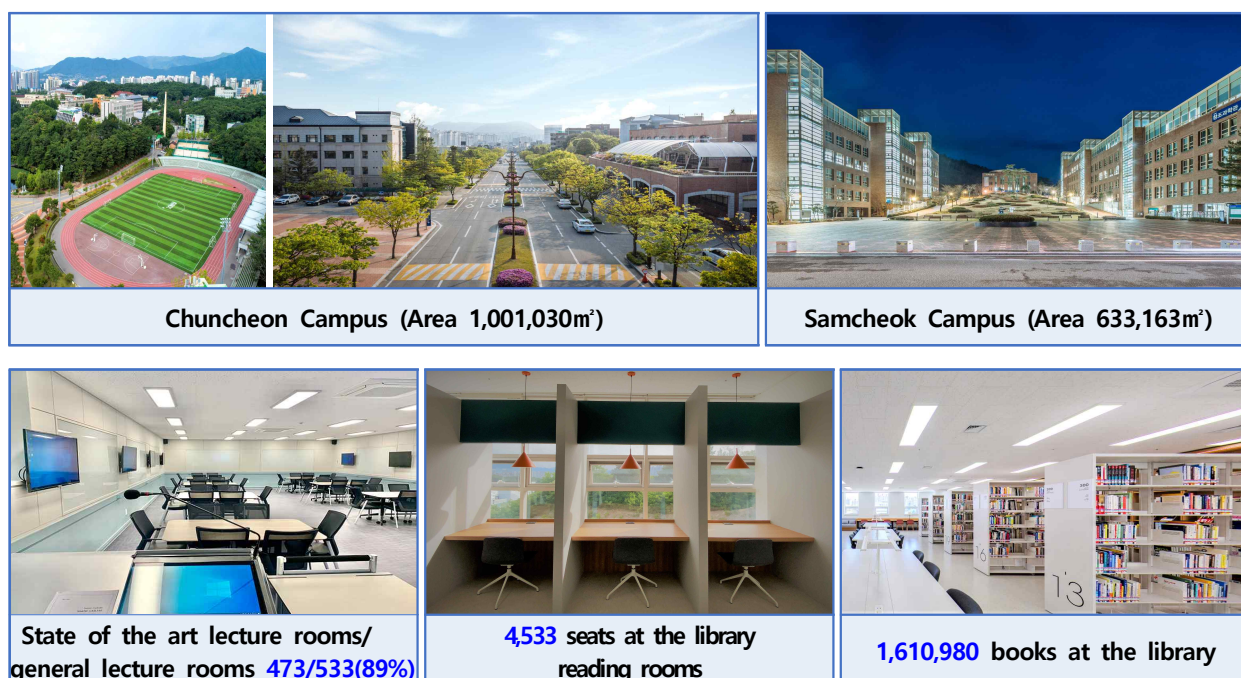 Chuncheon Campus (Area 1,001,030㎡)
Samcheok Campus (Area 633,163㎡)
State of the art lecture rooms/
general lecture rooms 473/533(89%)
4,533 seats at the library
reading rooms
1,610,980 books at the library
16
13